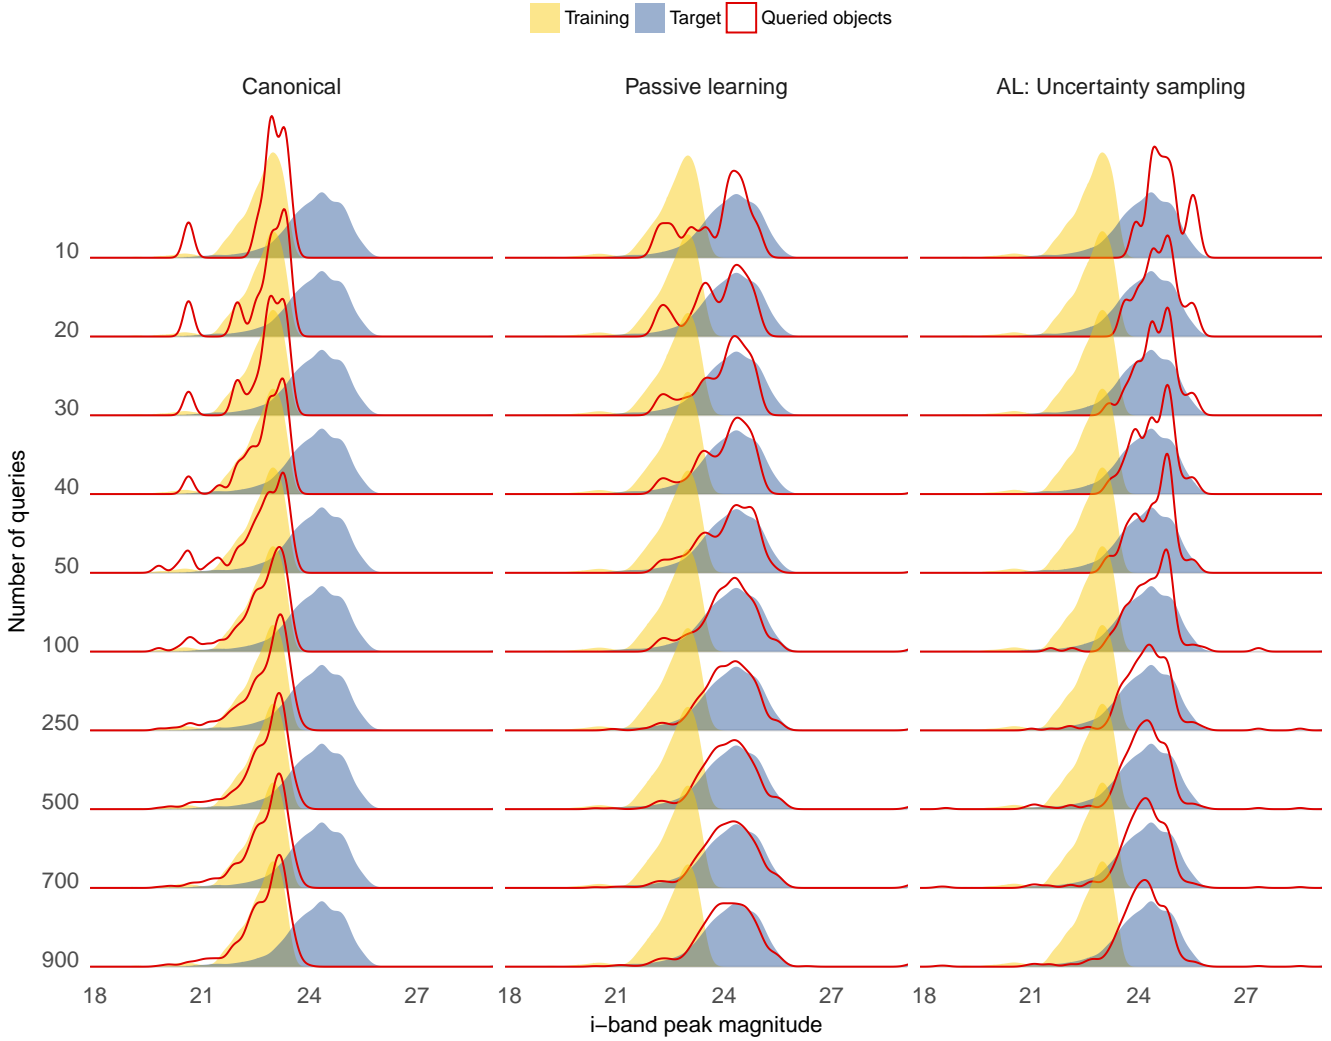 Training Target Queried objects
Canonical Passive learning AL: Uncertainty sampling
Number of queries
10
20
30
40
50
100
250
500
700
900
18 21 24 27 18 21 24 27 18 21 24 27
i−band peak magnitude